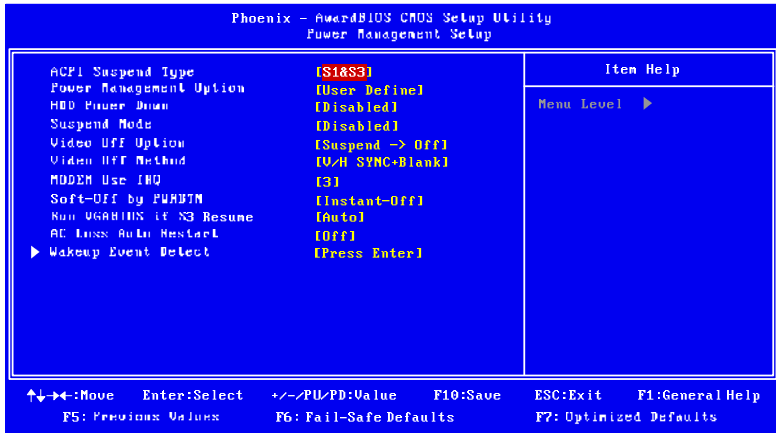 Phoenix - AwardBIOS CMOS Setup Utility
Power Management Setup
ACPI Suspend Type [S1&S3]
Power Management Option [User Define]
HDD Power Down [Disabled]
Suspend Mode [Disabled]
Video Off Option [Suspend -> Off]
Video Off Method [V/H SYNC+Blank]
MODEM Use IRQ [3]
Soft-Off by PWRBTN [Instant-Off]
Run VGABIOS if S3 Resume [Auto]
AC Loss Auto Restart [Off]
▶ Wakeup Event Detect [Press Enter]
Item Help
Menu Level ▶
↑↓→←:Move Enter:Select +/-/PU/PD:Value F10:Save ESC:Exit F1:General Help
F5: Previous Values F6: Fail-Safe Defaults F7: Optimized Defaults